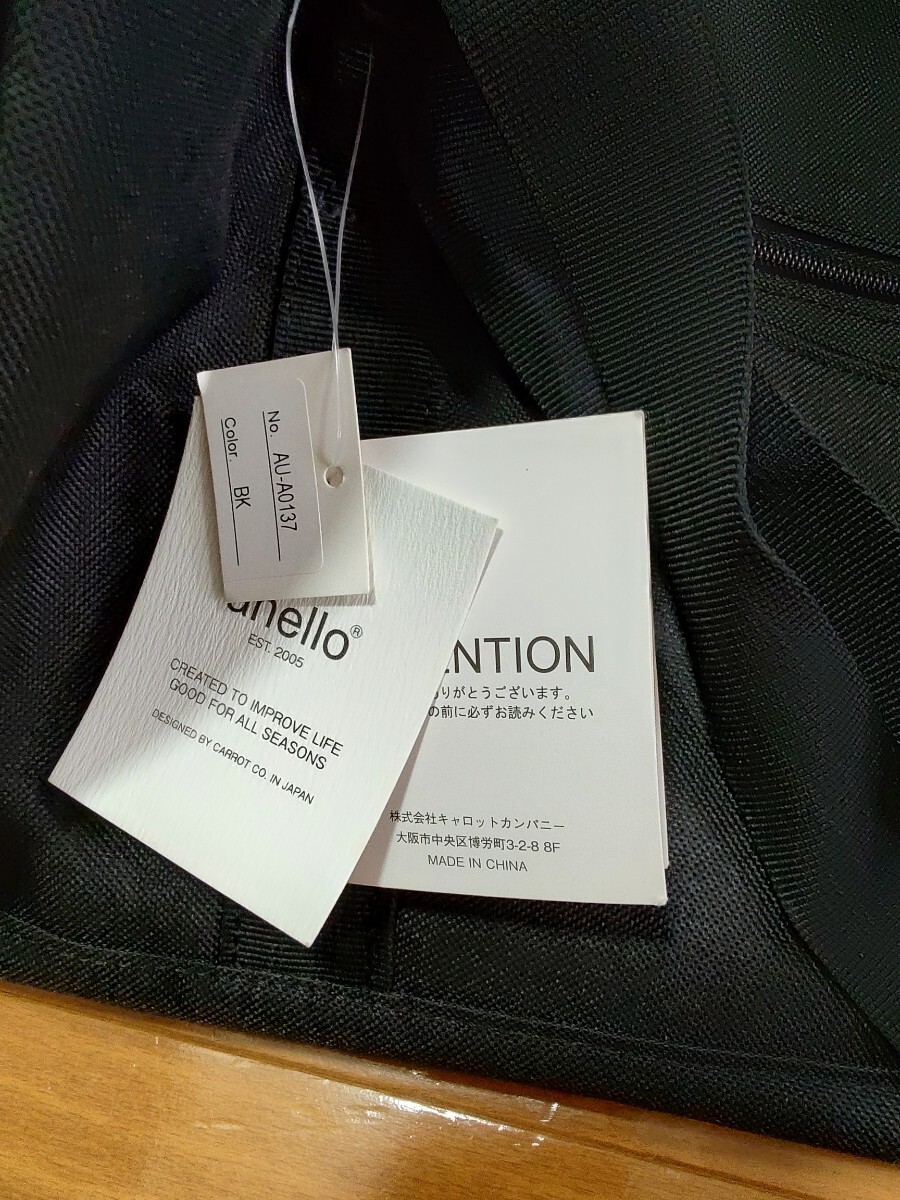 No. AU-A0137
Color. BK
anello®
EST. 2005
CREATED TO IMPROVE LIFE
GOOD FOR ALL SEASONS
DESIGNED BY CARROT CO. IN JAPAN
ENTION
りがとうございます。
の前に必ずお読みください
株式会社キャロットカンパニー
大阪市中央区博労町3-2-8 8F
MADE IN CHINA